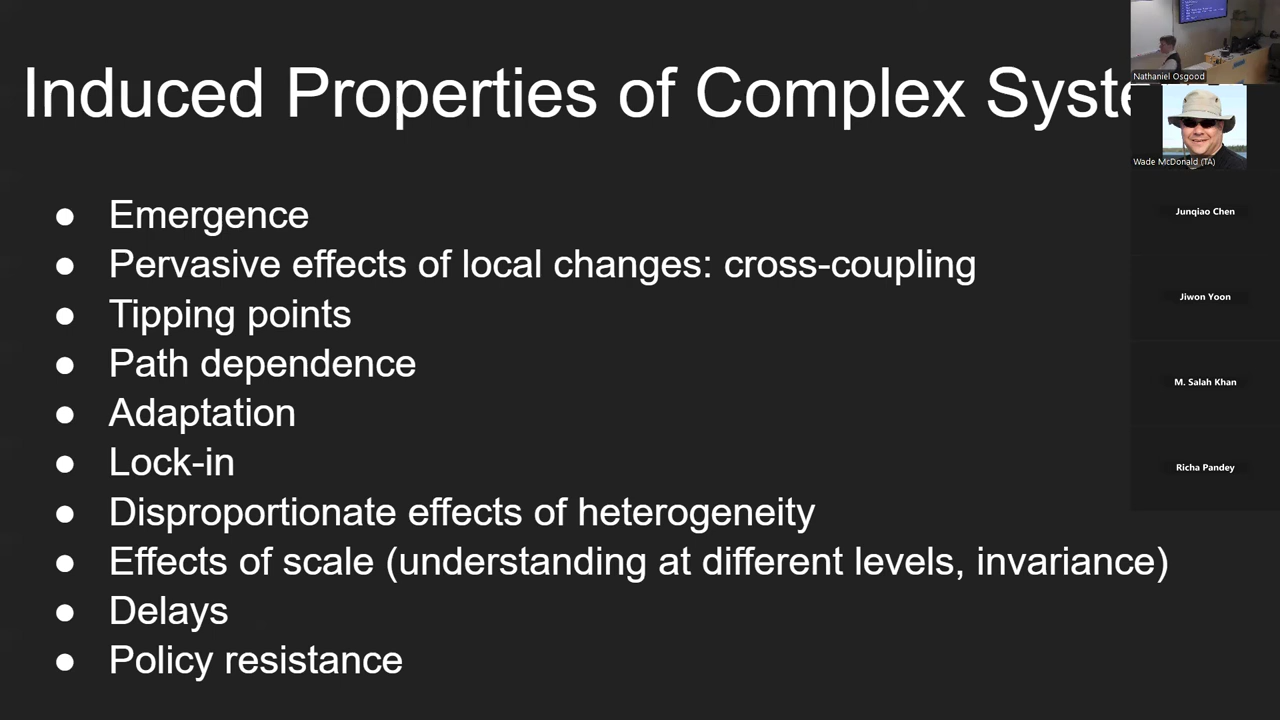 Induced Properties of Complex Syste
● Emergence
● Pervasive effects of local changes: cross-coupling
● Tipping points
● Path dependence
● Adaptation
● Lock-in
● Disproportionate effects of heterogeneity
● Effects of scale (understanding at different levels, invariance)
● Delays
● Policy resistance
Nathaniel Osgood
Wade McDonald (TA)
Junqiao Chen
Jiwon Yoon
M. Salah Khan
Richa Pandey